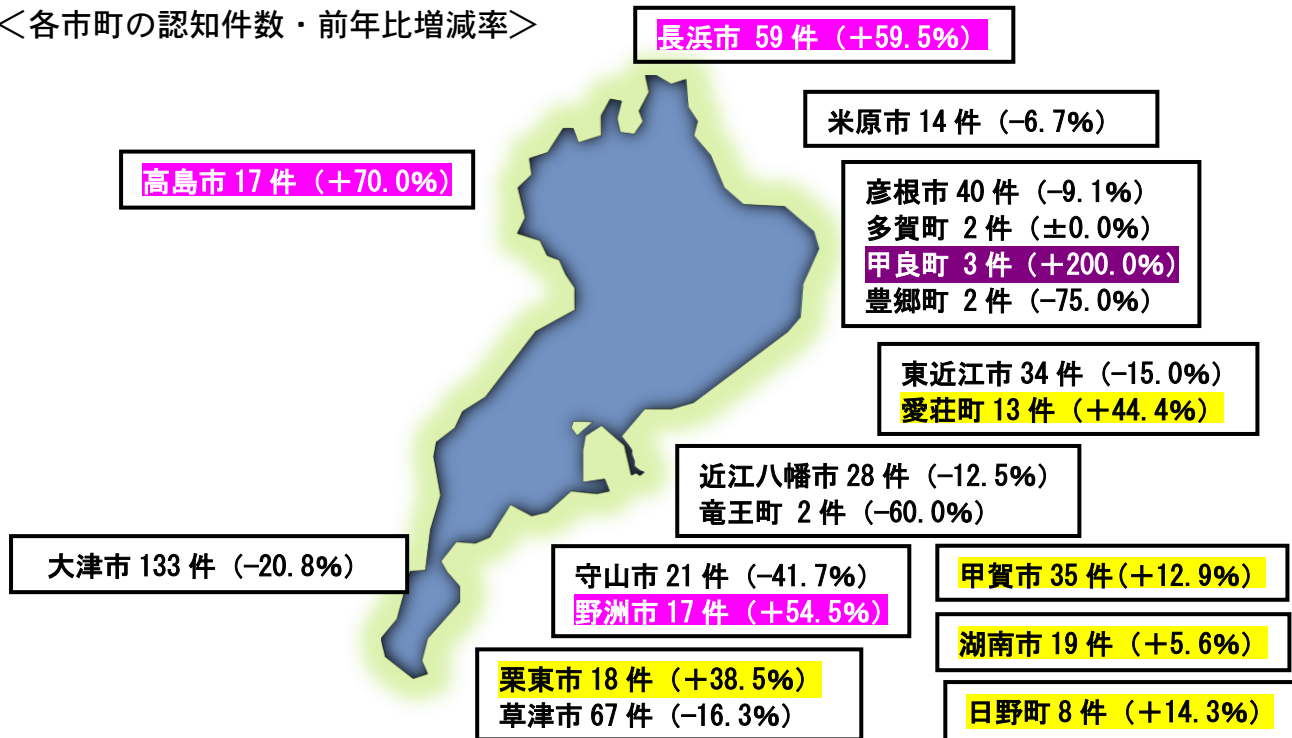 ＜各市町の認知件数・前年比増減率＞
長浜市 59 件（＋59.5％）
米原市 14 件（−6.7％）
高島市 17 件（＋70.0％）
彦根市 40 件（−9.1％）
多賀町 2 件（±0.0％）
甲良町 3 件（＋200.0％）
豊郷町 2 件（−75.0％）
東近江市 34 件（−15.0％）
愛荘町 13 件（＋44.4％）
近江八幡市 28 件（−12.5％）
竜王町 2 件（−60.0％）
大津市 133 件（−20.8％）
守山市 21 件（−41.7％）
野洲市 17 件（＋54.5％）
甲賀市 35 件(＋12.9％）
湖南市 19 件（＋5.6％）
栗東市 18 件（＋38.5％）
草津市 67 件（−16.3％）
日野町 8 件（＋14.3％）